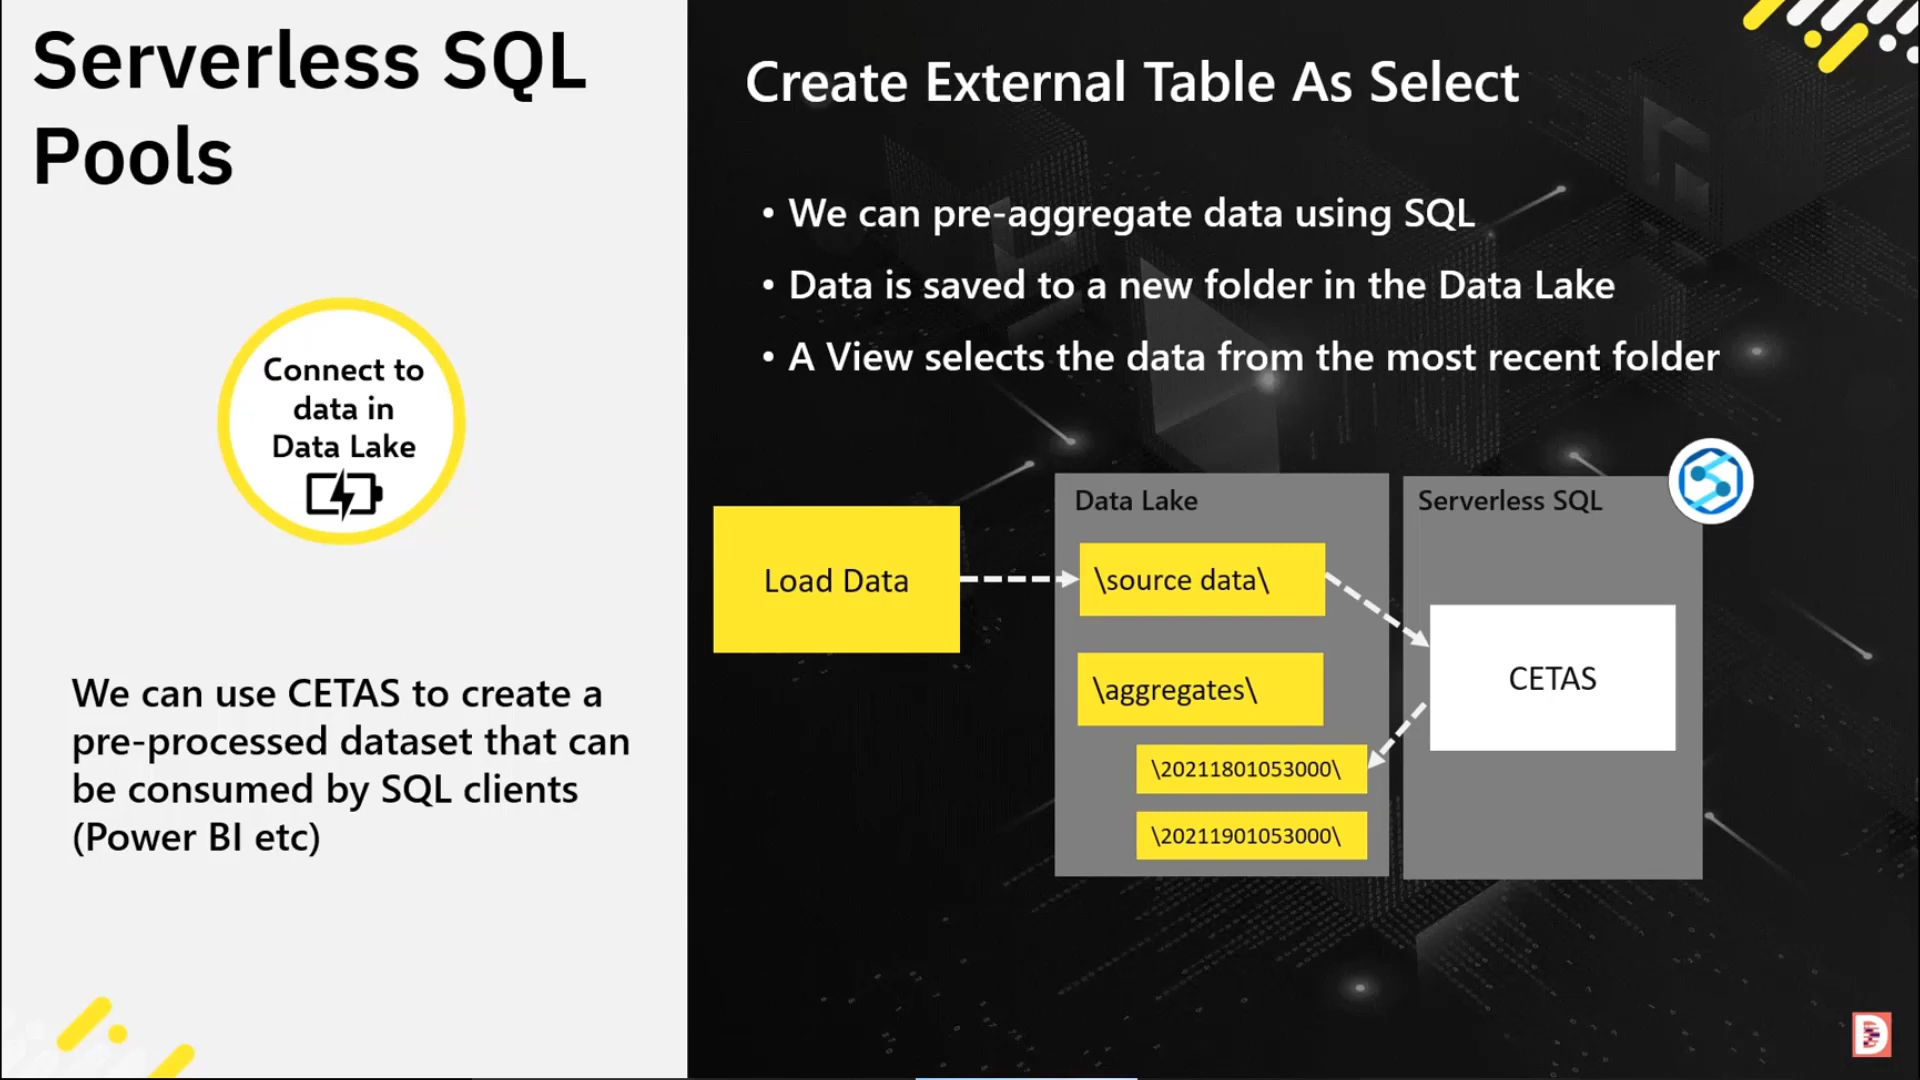 Serverless SQL
Pools
Connect to
data in
Data Lake
We can use CETAS to create a
pre-processed dataset that can
be consumed by SQL clients
(Power BI etc)
Create External Table As Select
• We can pre-aggregate data using SQL
• Data is saved to a new folder in the Data Lake
• A View selects the data from the most recent folder
Load Data
Data Lake
\source data\
\aggregates\
\20211801053000\
\20211901053000\
Serverless SQL
CETAS
D